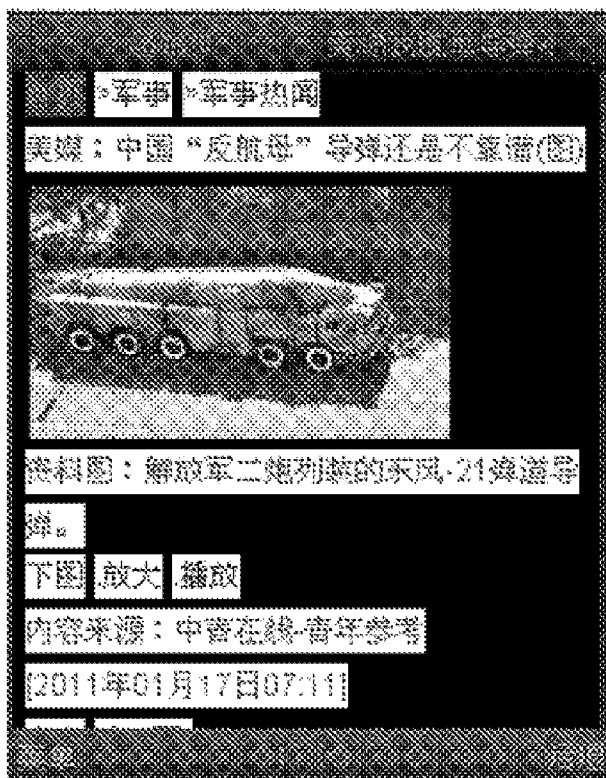 »军事 »军事热闻
美媒：中国“反航母”导弹还是不靠谱(图)
资料图：解放军二炮列装的东风-21弹道导
弹。
下图 放大 播放
内容来源：中青在线-青年参考
[2011年01月17日07:11]